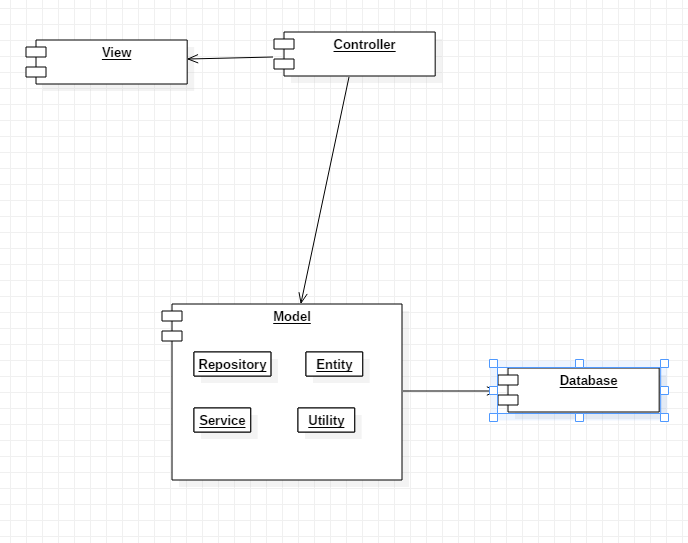 View
Controller
Model
Repository
Entity
Service
Utility
Database